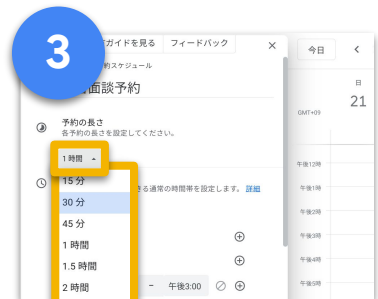 3
ガイドを見る フィードバック
今日
約スケジュール
面談予約
日
21
GMT+09
予約の長さ
各予約の長さを設定してください。
1 時間
午後12時
15 分
きる通常の時間帯を設定します。 詳細
午後1時
30 分
午後2時
45 分
午後3時
1 時間
午後4時
1.5 時間
午後5時
2 時間
– 午後3:00